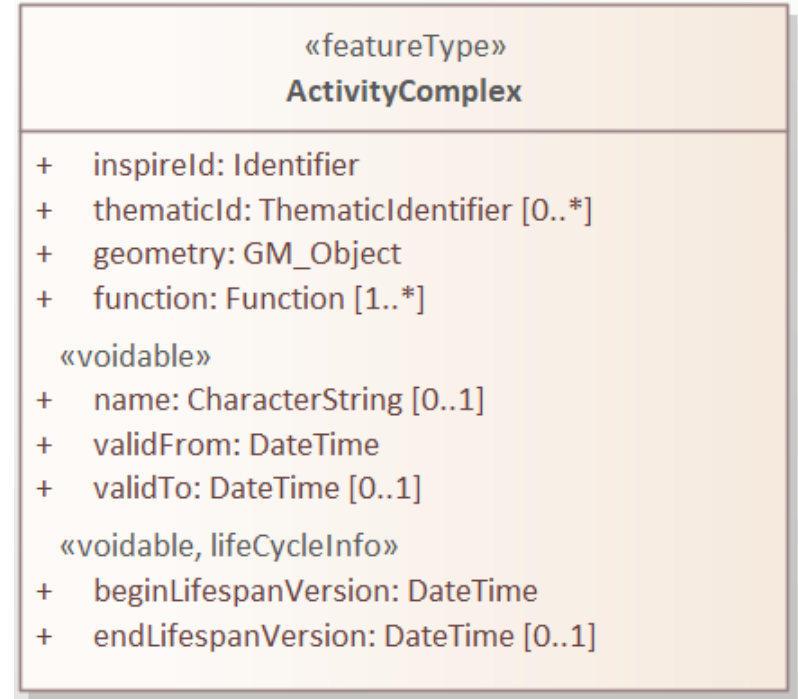 «featureType»
ActivityComplex
+ inspireId: Identifier
+ thematicId: ThematicIdentifier [0..*]
+ geometry: GM_Object
+ function: Function [1..*]
«voidable»
+ name: CharacterString [0..1]
+ validFrom: DateTime
+ validTo: DateTime [0..1]
«voidable, lifeCycleInfo»
+ beginLifespanVersion: DateTime
+ endLifespanVersion: DateTime [0..1]